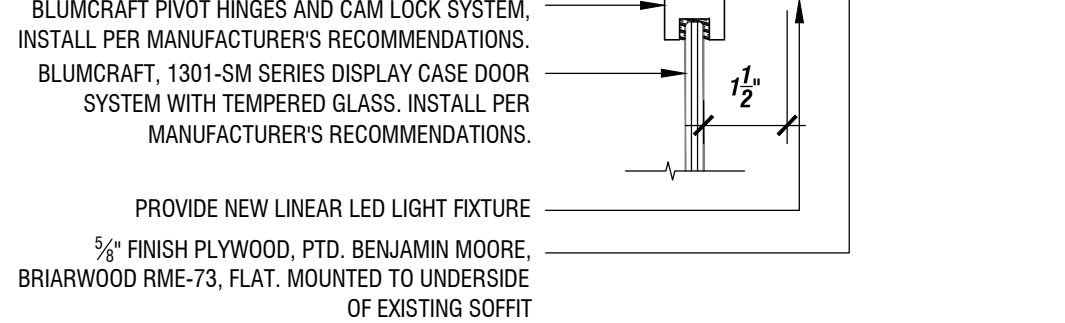 BLUMCRAFT PIVOT HINGES AND CAM LOCK SYSTEM,
INSTALL PER MANUFACTURER'S RECOMMENDATIONS.
BLUMCRAFT, 1301-SM SERIES DISPLAY CASE DOOR
SYSTEM WITH TEMPERED GLASS. INSTALL PER
MANUFACTURER'S RECOMMENDATIONS.
1 1/2"
PROVIDE NEW LINEAR LED LIGHT FIXTURE
5/8" FINISH PLYWOOD, PTD. BENJAMIN MOORE,
BRIARWOOD RME-73, FLAT. MOUNTED TO UNDERSIDE
OF EXISTING SOFFIT